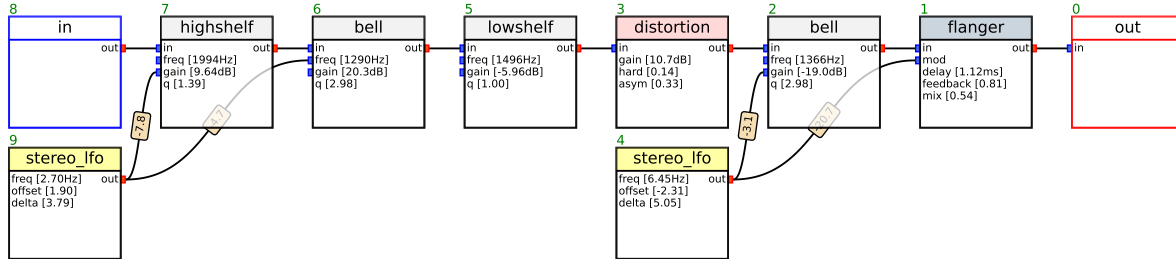 8
in
out
7
highshelf
in
out
freq [1994Hz]
gain [9.64dB]
q [1.39]
6
bell
in
out
freq [1290Hz]
gain [20.3dB]
q [2.98]
5
lowshelf
in
out
freq [1496Hz]
gain [-5.96dB]
q [1.00]
3
distortion
in
out
gain [10.7dB]
hard [0.14]
asym [0.33]
2
bell
in
out
freq [1366Hz]
gain [-19.0dB]
q [2.98]
1
flanger
in
out
mod
delay [1.12ms]
feedback [0.81]
mix [0.54]
0
out
in
-7.8
-3.1
-20.7
9
stereo_lfo
freq [2.70Hz]
out
offset [1.90]
delta [3.79]
4
stereo_lfo
freq [6.45Hz]
out
offset [-2.31]
delta [5.05]